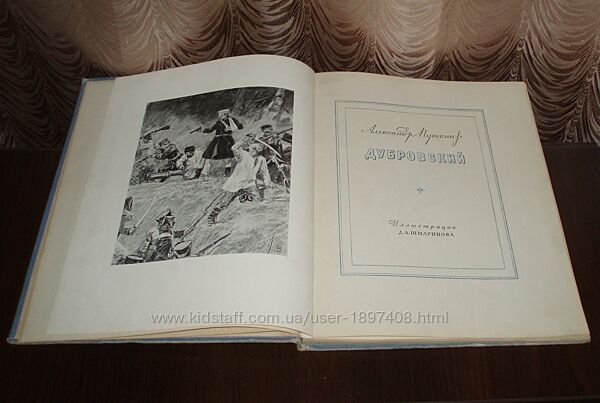 Александр Пушкин
ДУБРОВСКИЙ
Иллюстрации
Д.А.ШМАРИНОВА
www.kidstaff.com.ua/user-1897408.html